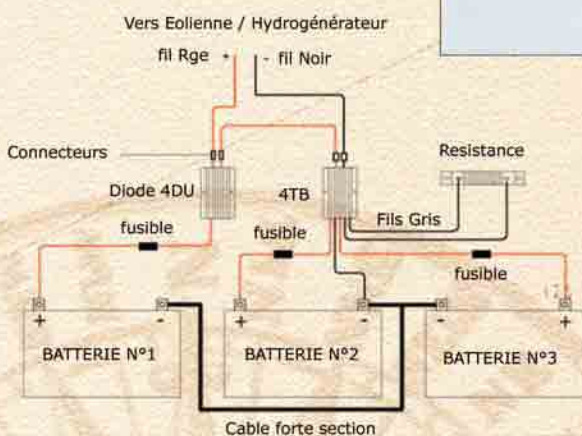 Vers Eolienne / Hydrogénérateur
fil Rge + - fil Noir
Connecteurs
Resistance
Diode 4DU
4TB
Fils Gris
fusible
fusible
fusible
+ - + - - +
BATTERIE N°1
BATTERIE N°2
BATTERIE N°3
Cable forte section